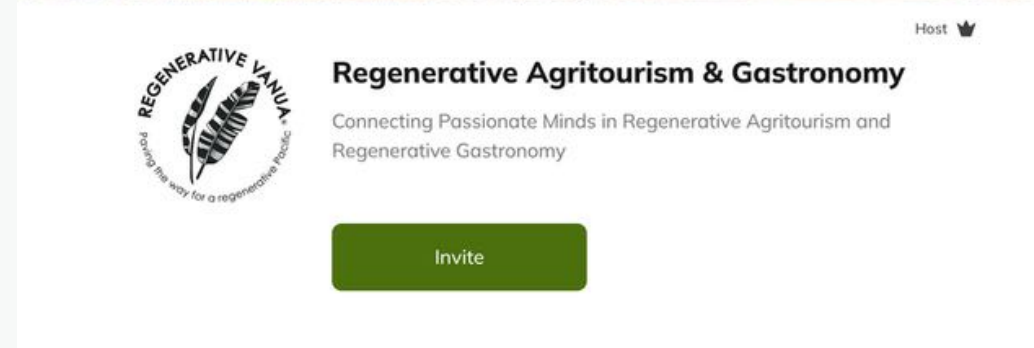 Host
REGENERATIVE VANUA
Paving the way for a regenerative Pacific
Regenerative Agritourism & Gastronomy
Connecting Passionate Minds in Regenerative Agritourism and
Regenerative Gastronomy
Invite